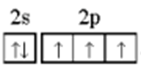 2s 2p
↑↓ ↑ ↑ ↑